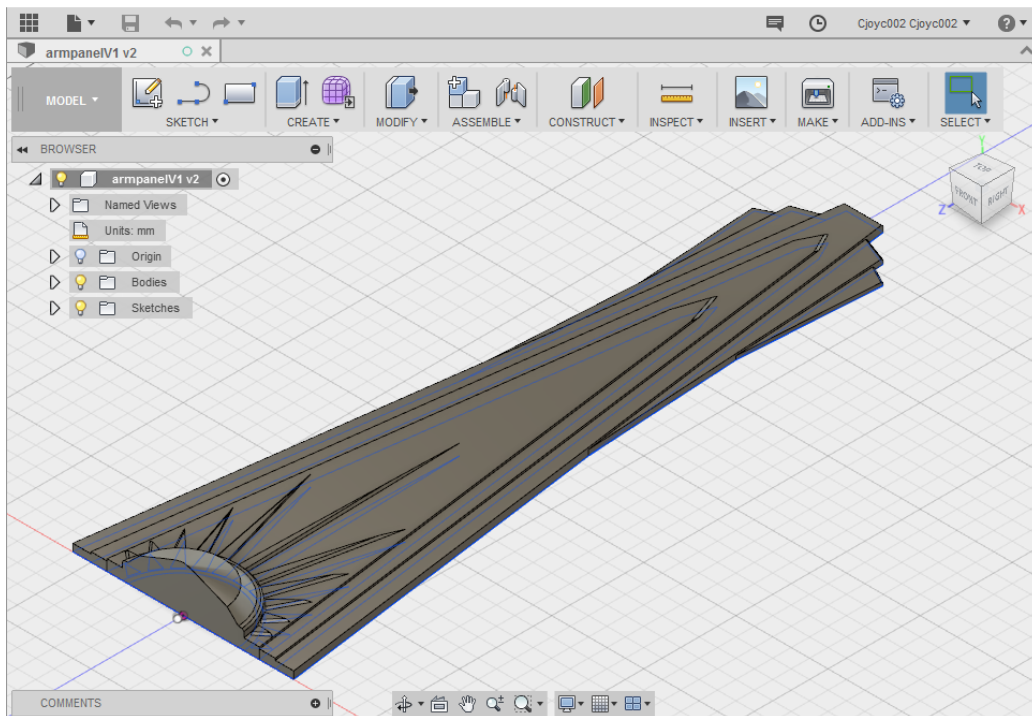 Cjoyc002 Cjoyc002
armpanelV1 v2
MODEL
SKETCH
CREATE
MODIFY
ASSEMBLE
CONSTRUCT
INSPECT
INSERT
MAKE
ADD-INS
SELECT
BROWSER
armpanelV1 v2
Named Views
Units: mm
Origin
Bodies
Sketches
Y
TOP
FRONT
RIGHT
Z
X
COMMENTS